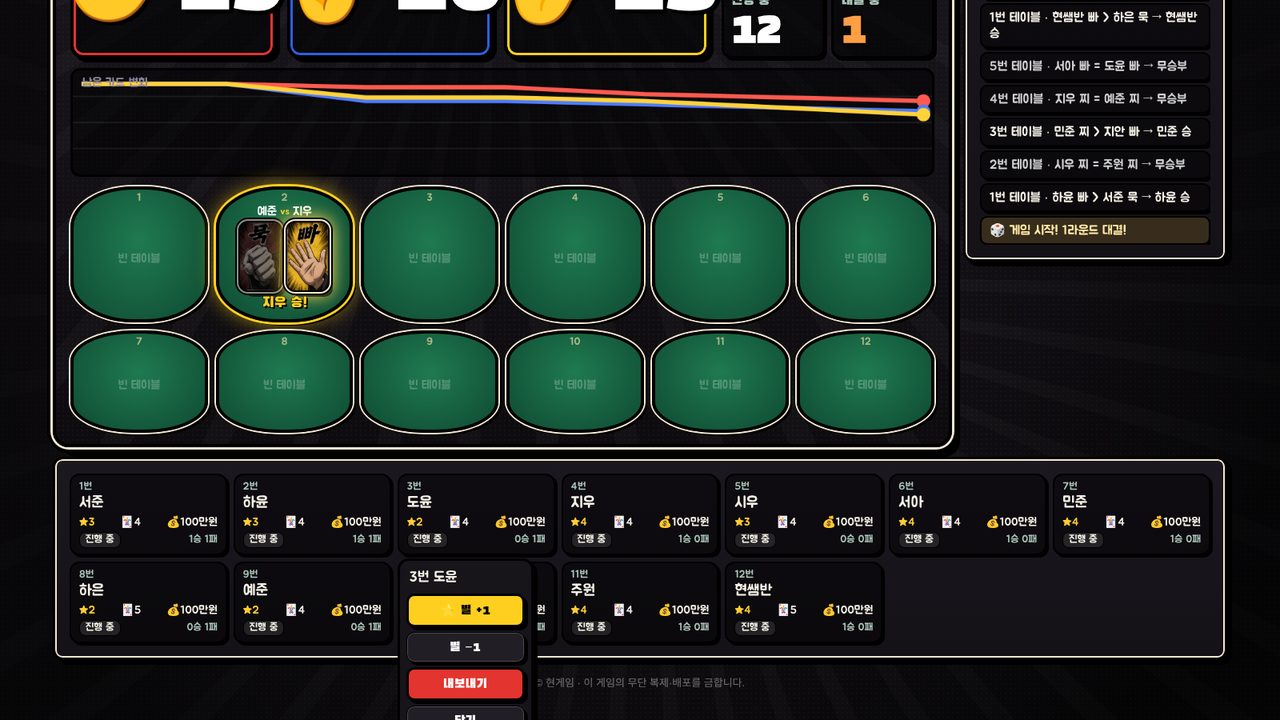 12
1
남은 카드 변화
1
빈 테이블
2
예준 vs 지우
묵
빠
지우 승!
3
빈 테이블
4
빈 테이블
5
빈 테이블
6
빈 테이블
7
빈 테이블
8
빈 테이블
9
빈 테이블
10
빈 테이블
11
빈 테이블
12
빈 테이블
1번 테이블 · 현쌤반 빠 > 하은 묵 → 현쌤반
승
5번 테이블 · 서아 빠 = 도윤 빠 → 무승부
4번 테이블 · 지우 찌 = 예준 찌 → 무승부
3번 테이블 · 민준 찌 > 지안 빠 → 민준 승
2번 테이블 · 시우 찌 = 주원 찌 → 무승부
1번 테이블 · 하윤 빠 > 서준 묵 → 하윤 승
🎲 게임 시작! 1라운드 대결!
1번
서준
⭐3 🃏4 💰100만원
진행 중 1승 1패
2번
하윤
⭐3 🃏4 💰100만원
진행 중 1승 1패
3번
도윤
⭐2 🃏4 💰100만원
진행 중 0승 1패
4번
지우
⭐4 🃏4 💰100만원
진행 중 1승 0패
5번
시우
⭐3 🃏4 💰100만원
진행 중 0승 0패
6번
서아
⭐4 🃏4 💰100만원
진행 중 1승 0패
7번
민준
⭐4 🃏4 💰100만원
진행 중 1승 0패
8번
하은
⭐2 🃏5 💰100만원
진행 중 0승 1패
9번
예준
⭐2 🃏4 💰100만원
진행 중 0승 1패
11번
주원
⭐4 🃏4 💰100만원
진행 중 1승 0패
12번
현쌤반
⭐4 🃏5 💰100만원
진행 중 1승 0패
3번 도윤
⭐ 별 +1
별 −1
내보내기
닫기
© 현게임 · 이 게임의 무단 복제·배포를 금합니다.